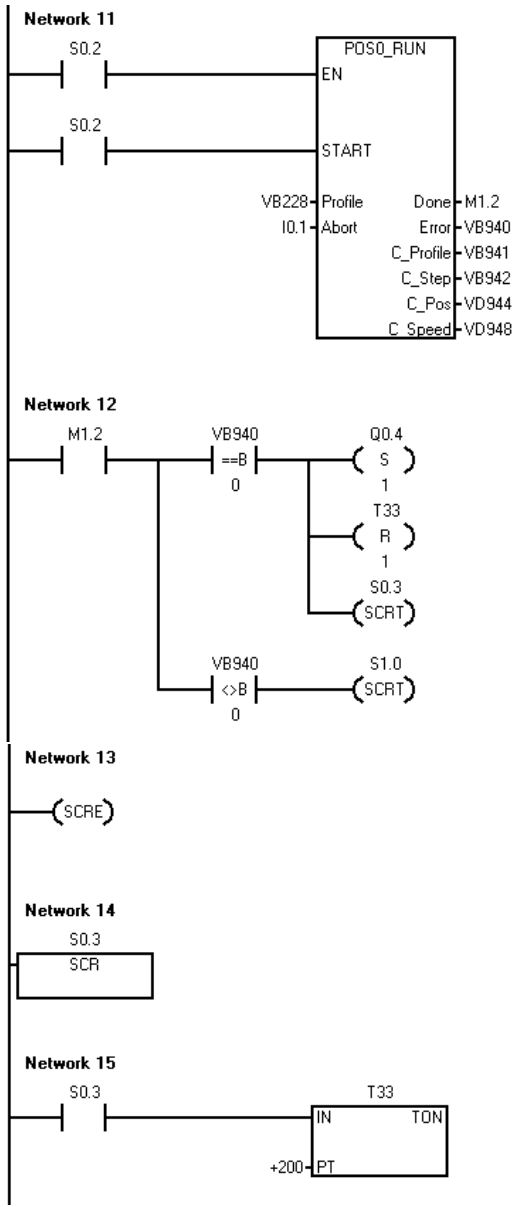 Network 11
S0.2
POS0_RUN
EN
S0.2
START
VB228 Profile Done M1.2
I0.1 Abort Error VB940
C_Profile VB941
C_Step VB942
C_Pos VD944
C_Speed VD948
Network 12
M1.2 VB940 Q0.4
==B S
0 1
T33
R
1
S0.3
SCRT
VB940 S1.0
<>B SCRT
0
Network 13
SCRE
Network 14
S0.3
SCR
Network 15
S0.3 T33
IN TON
+200 PT